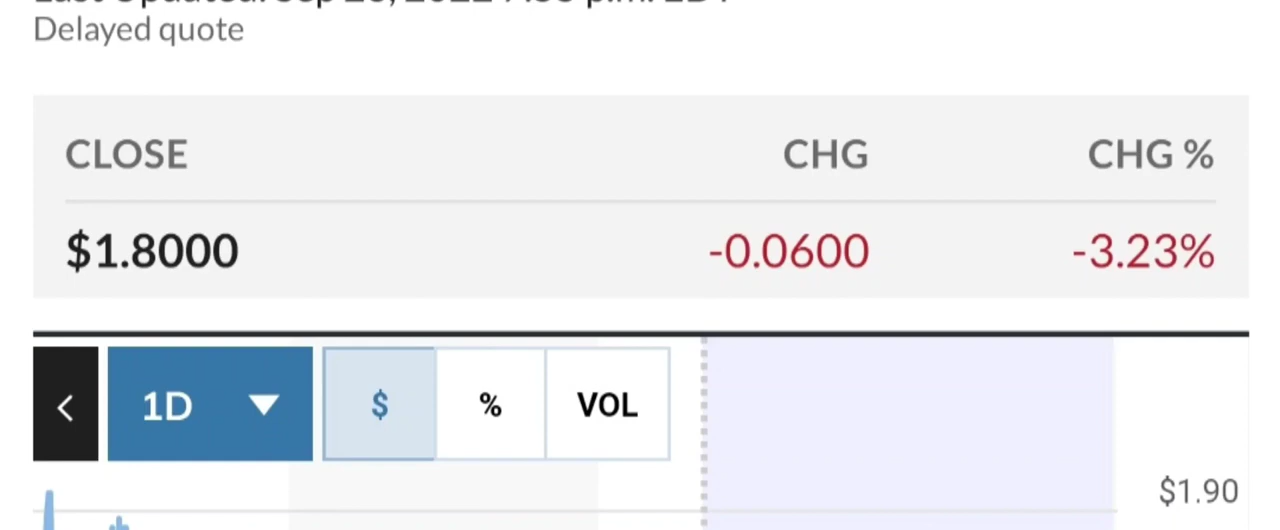 Delayed quote
CLOSE CHG CHG %
$1.8000 -0.0600 -3.23%
1D $ % VOL
$1.90